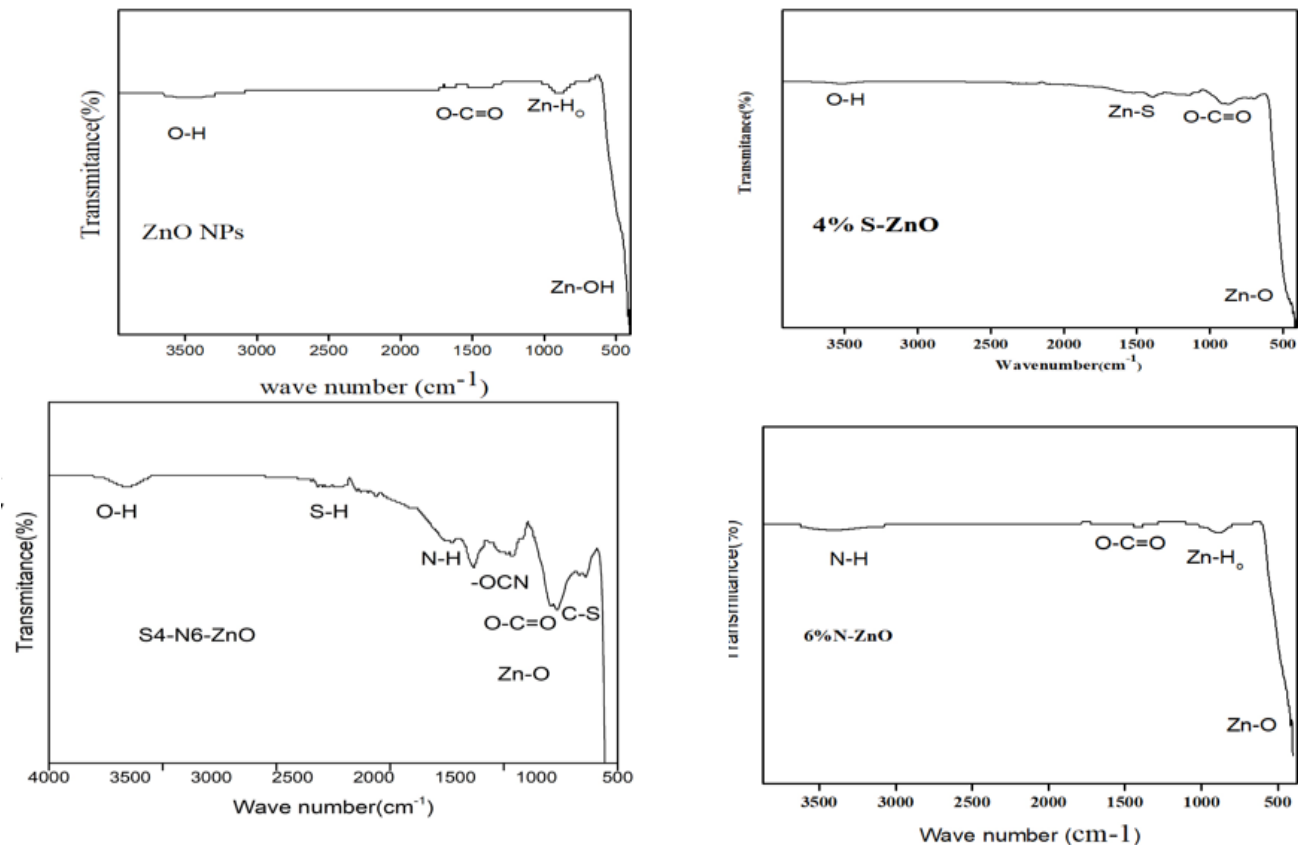 Transmitance(%)
O-H
O-C=O
Zn-H₀
ZnO NPs
Zn-OH
3500 3000 2500 2000 1500 1000 500
wave number (cm⁻¹)
Transmitance(%)
O-H
Zn-S
O-C=O
4% S-ZnO
Zn-O
3500 3000 2500 2000 1500 1000 500
Wavenumber(cm⁻¹)
Transmitance(%)
O-H
S-H
N-H
-OCN
O-C=O
C-S
S4-N6-ZnO
Zn-O
4000 3500 3000 2500 2000 1500 1000 500
Wave number(cm⁻¹)
Transmitance(%)
N-H
O-C=O
Zn-H₀
6%N-ZnO
Zn-O
3500 3000 2500 2000 1500 1000 500
Wave number (cm-1)